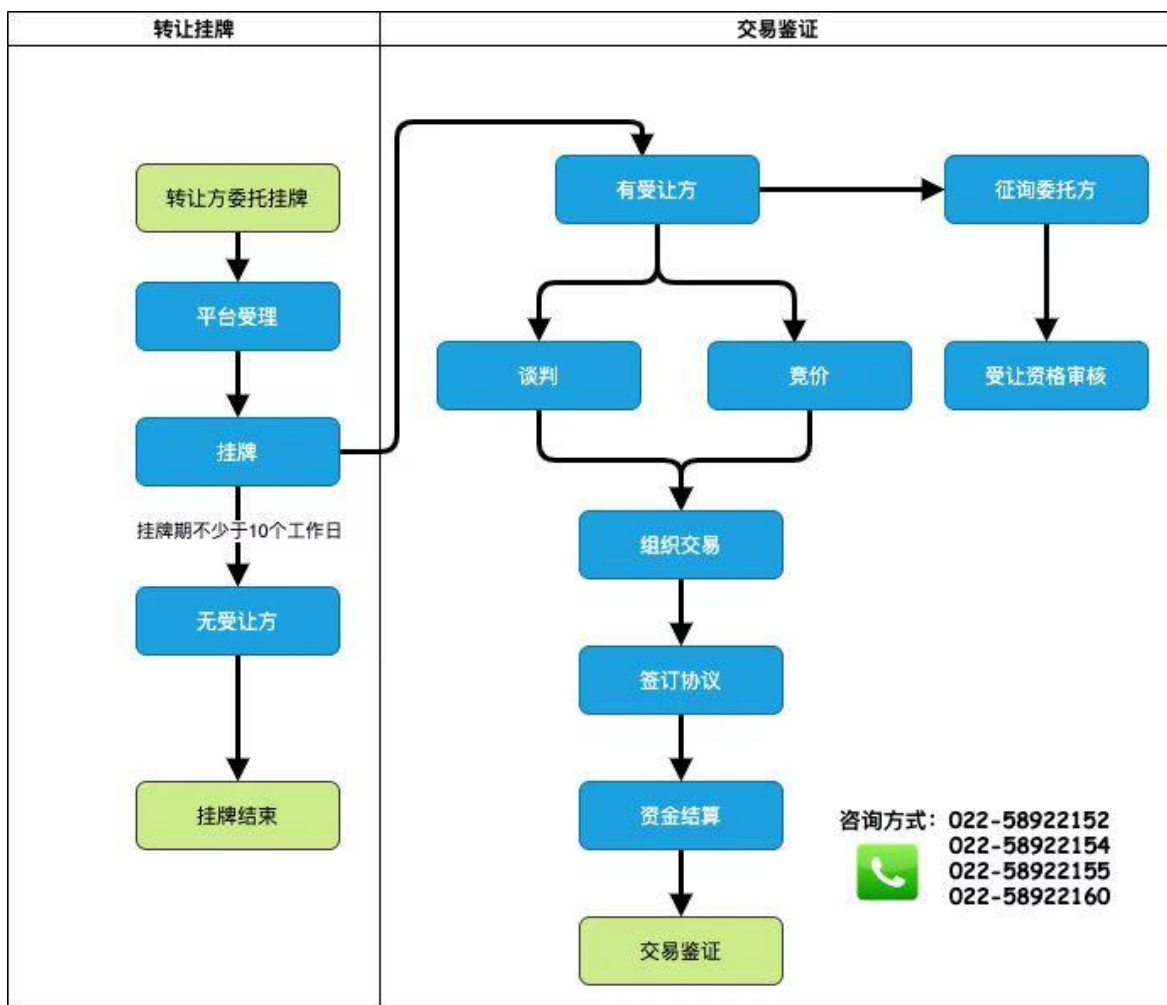 转让挂牌
交易鉴证
转让方委托挂牌
平台受理
挂牌
挂牌期不少于10个工作日
无受让方
挂牌结束
有受让方
征询委托方
谈判
竞价
受让资格审核
组织交易
签订协议
资金结算
交易鉴证
咨询方式：022-58922152
022-58922154
022-58922155
022-58922160